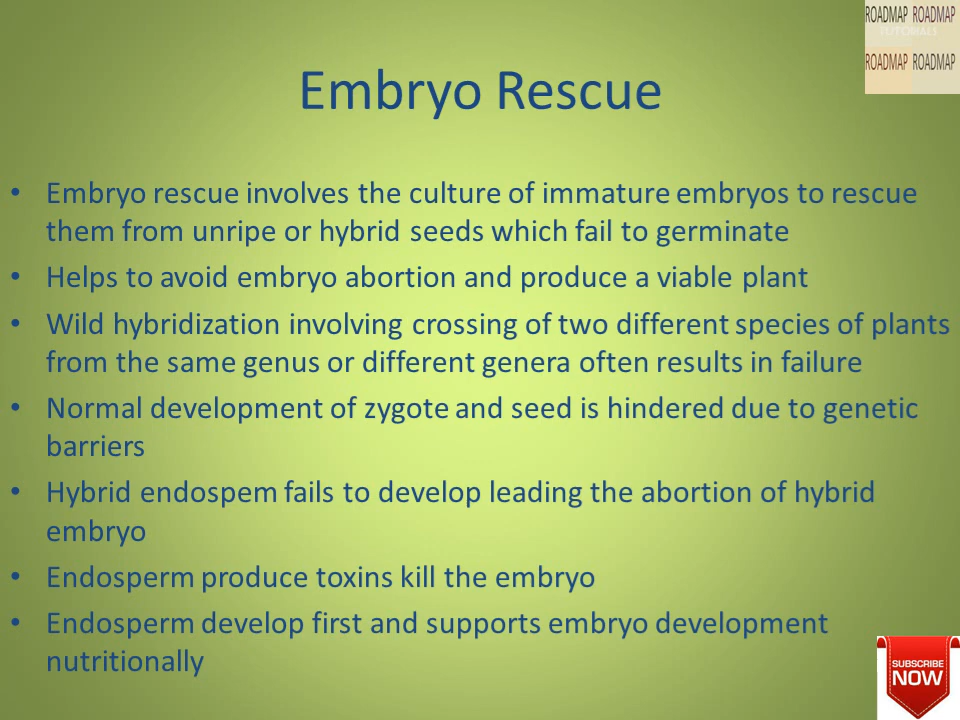 ROADMAP ROADMAP
TUTORIALS
ROADMAP ROADMAP
Embryo Rescue
• Embryo rescue involves the culture of immature embryos to rescue
them from unripe or hybrid seeds which fail to germinate
• Helps to avoid embryo abortion and produce a viable plant
• Wild hybridization involving crossing of two different species of plants
from the same genus or different genera often results in failure
• Normal development of zygote and seed is hindered due to genetic
barriers
• Hybrid endospem fails to develop leading the abortion of hybrid
embryo
• Endosperm produce toxins kill the embryo
• Endosperm develop first and supports embryo development
nutritionally
SUBSCRIBE
NOW